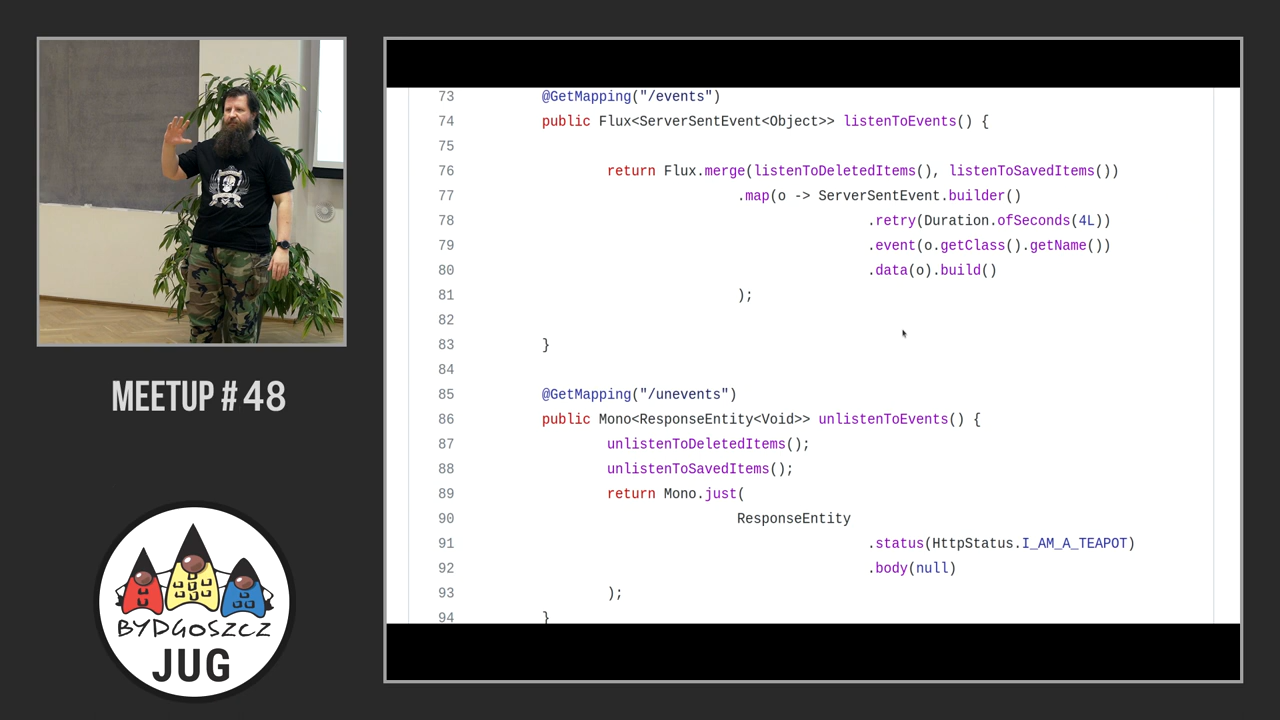 MEETUP # 48
BYDGOSZCZ
JUG
73 @GetMapping("/events")
74 public Flux<ServerSentEvent<Object>> listenToEvents() {
75
76 return Flux.merge(listenToDeletedItems(), listenToSavedItems())
77 .map(o -> ServerSentEvent.builder()
78 .retry(Duration.ofSeconds(4L))
79 .event(o.getClass().getName())
80 .data(o).build()
81 );
82
83 }
84
85 @GetMapping("/unevents")
86 public Mono<ResponseEntity<Void>> unlistenToEvents() {
87 unlistenToDeletedItems();
88 unlistenToSavedItems();
89 return Mono.just(
90 ResponseEntity
91 .status(HttpStatus.I_AM_A_TEAPOT)
92 .body(null)
93 );
94 }